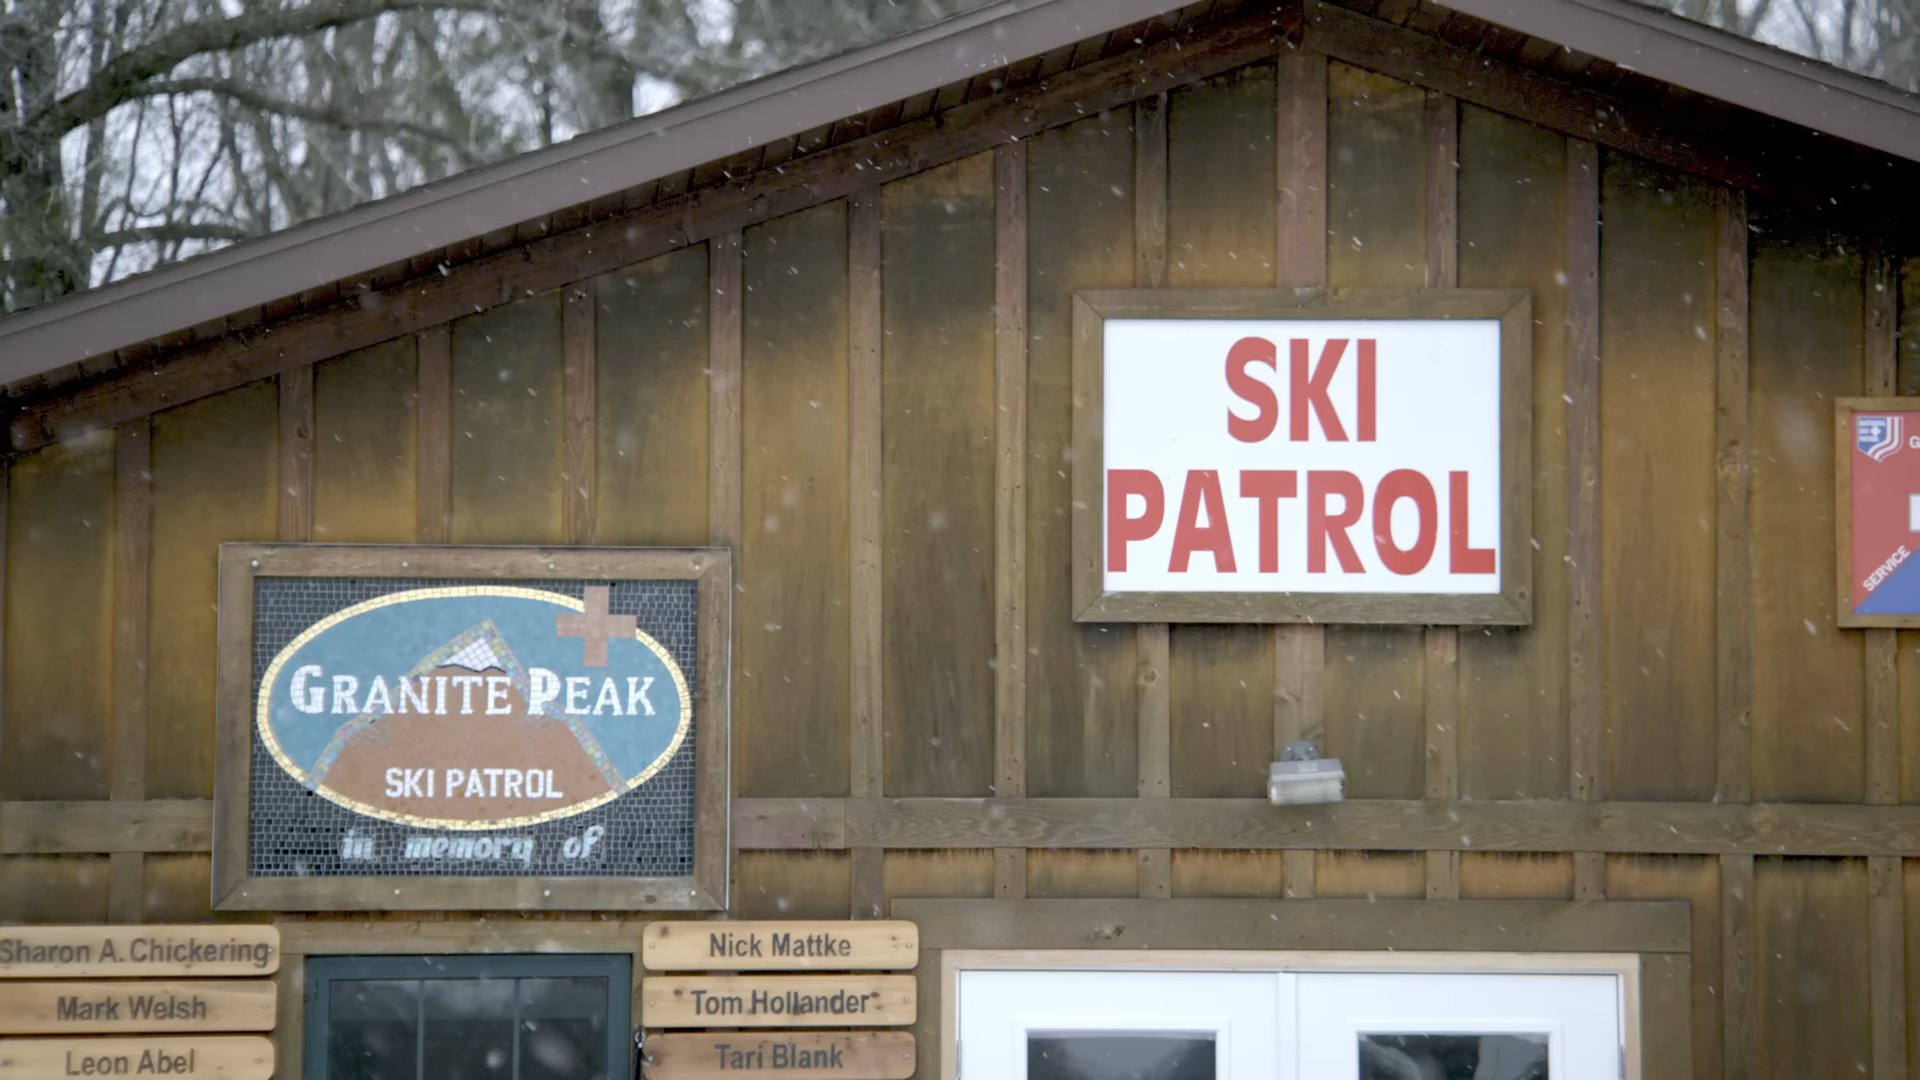 SKI
PATROL
GRANITE PEAK
SKI PATROL
in memory of
Sharon A. Chickering
Mark Welsh
Leon Abel
Nick Mattke
Tom Hollander
Tari Blank
SERVICE